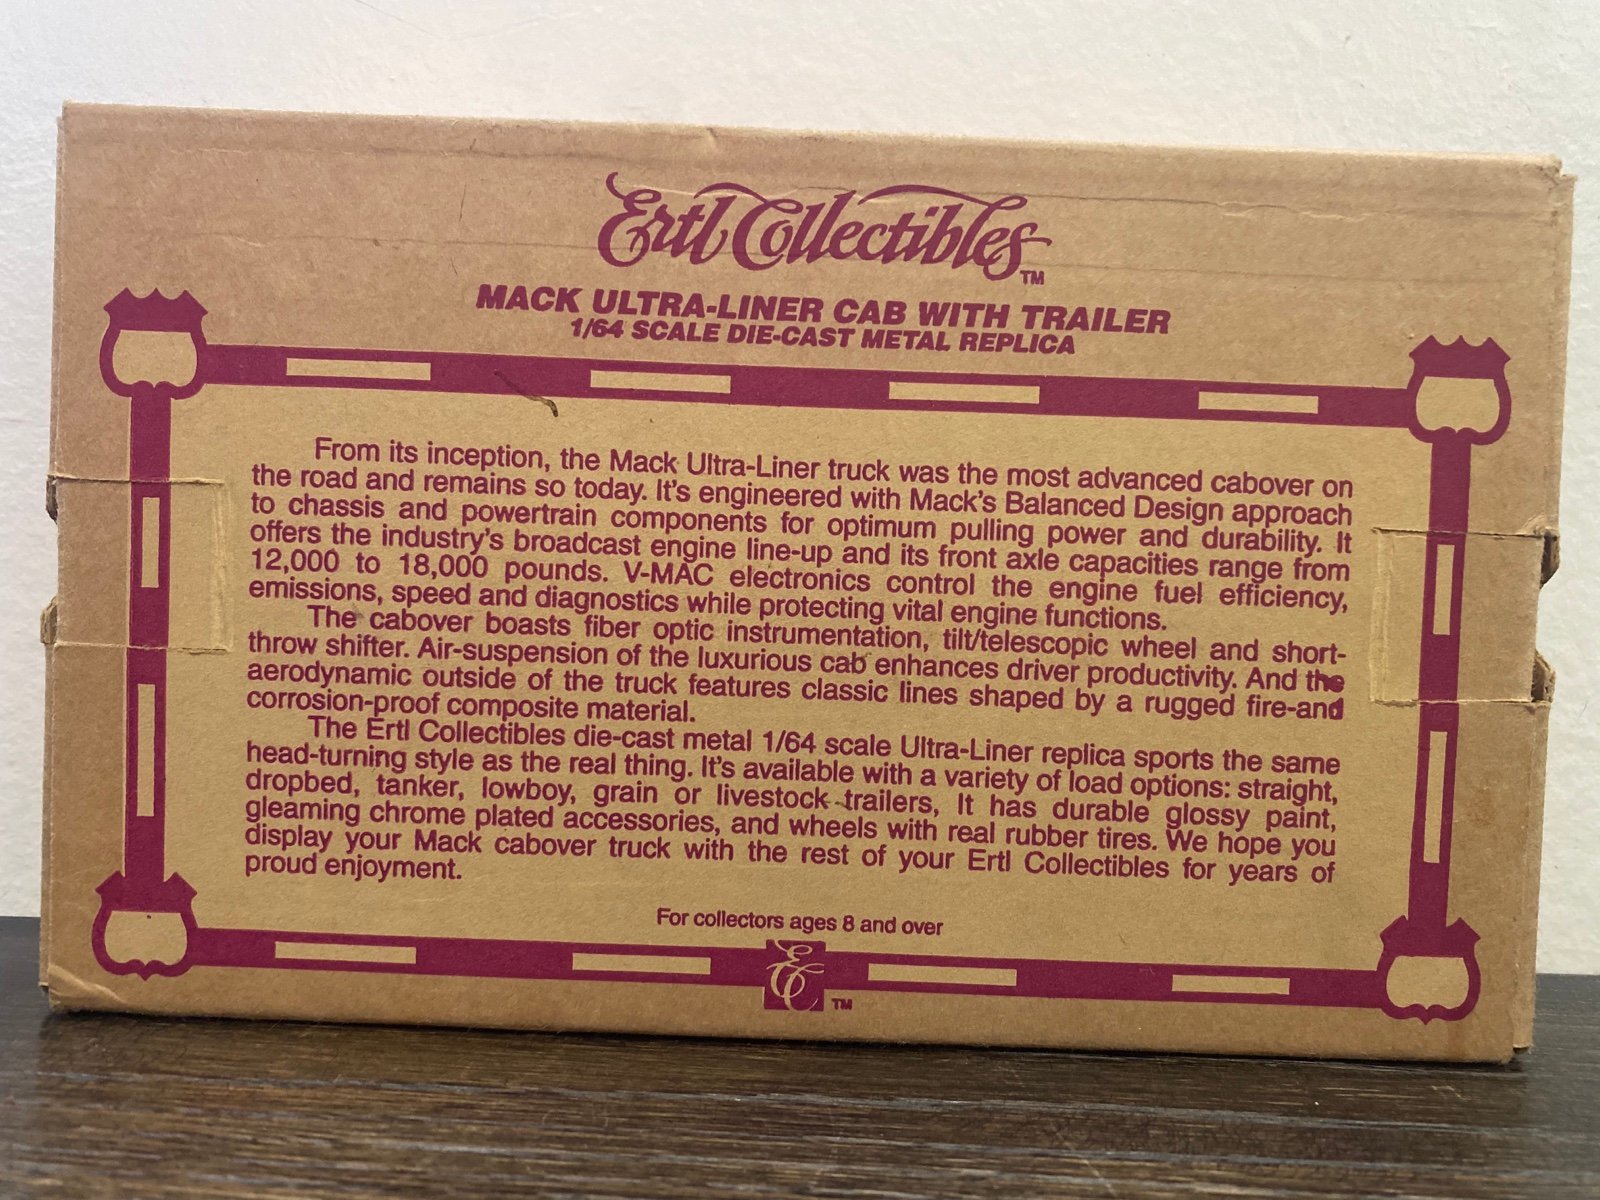 Ertl Collectibles™
MACK ULTRA-LINER CAB WITH TRAILER
1/64 SCALE DIE-CAST METAL REPLICA
From its inception, the Mack Ultra-Liner truck was the most advanced cabover on
the road and remains so today. It's engineered with Mack's Balanced Design approach
to chassis and powertrain components for optimum pulling power and durability. It
offers the industry's broadcast engine line-up and its front axle capacities range from
12,000 to 18,000 pounds. V-MAC electronics control the engine fuel efficiency,
emissions, speed and diagnostics while protecting vital engine functions.
The cabover boasts fiber optic instrumentation, tilt/telescopic wheel and short-
throw shifter. Air-suspension of the luxurious cab enhances driver productivity. And the
aerodynamic outside of the truck features classic lines shaped by a rugged fire-and
corrosion-proof composite material.
The Ertl Collectibles die-cast metal 1/64 scale Ultra-Liner replica sports the same
head-turning style as the real thing. It's available with a variety of load options: straight,
dropbed, tanker, lowboy, grain or livestock trailers, It has durable glossy paint,
gleaming chrome plated accessories, and wheels with real rubber tires. We hope you
display your Mack cabover truck with the rest of your Ertl Collectibles for years of
proud enjoyment.
For collectors ages 8 and over
EC™